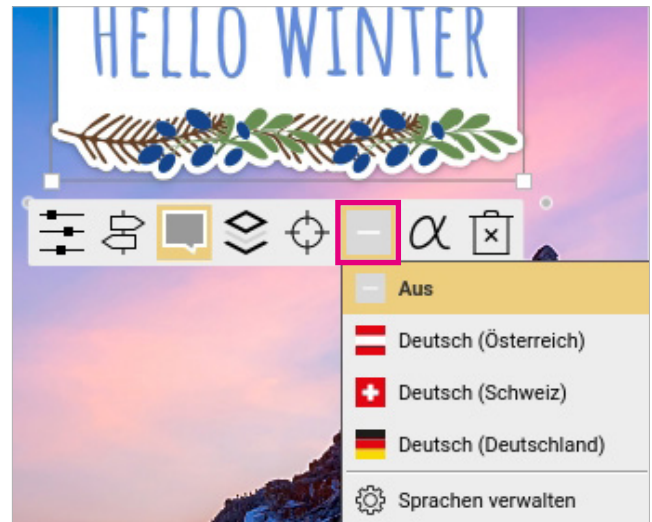 HELLO WINTER
α
Aus
Deutsch (Österreich)
Deutsch (Schweiz)
Deutsch (Deutschland)
Sprachen verwalten